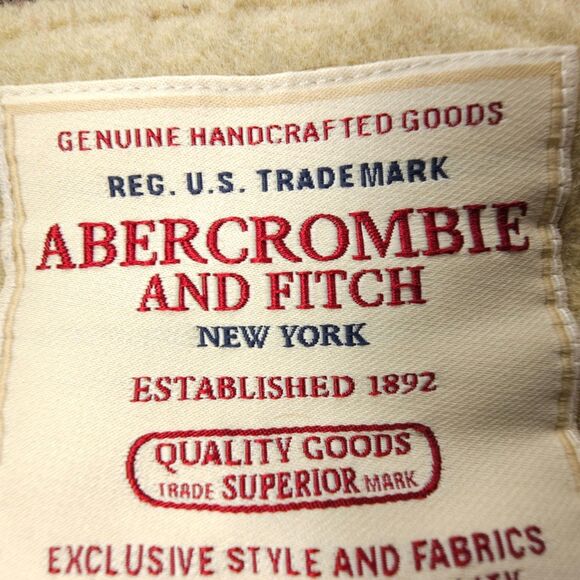 GENUINE HANDCRAFTED GOODS
REG. U.S. TRADEMARK
ABERCROMBIE
AND FITCH
NEW YORK
ESTABLISHED 1892
QUALITY GOODS
TRADE SUPERIOR MARK
EXCLUSIVE STYLE AND FABRICS